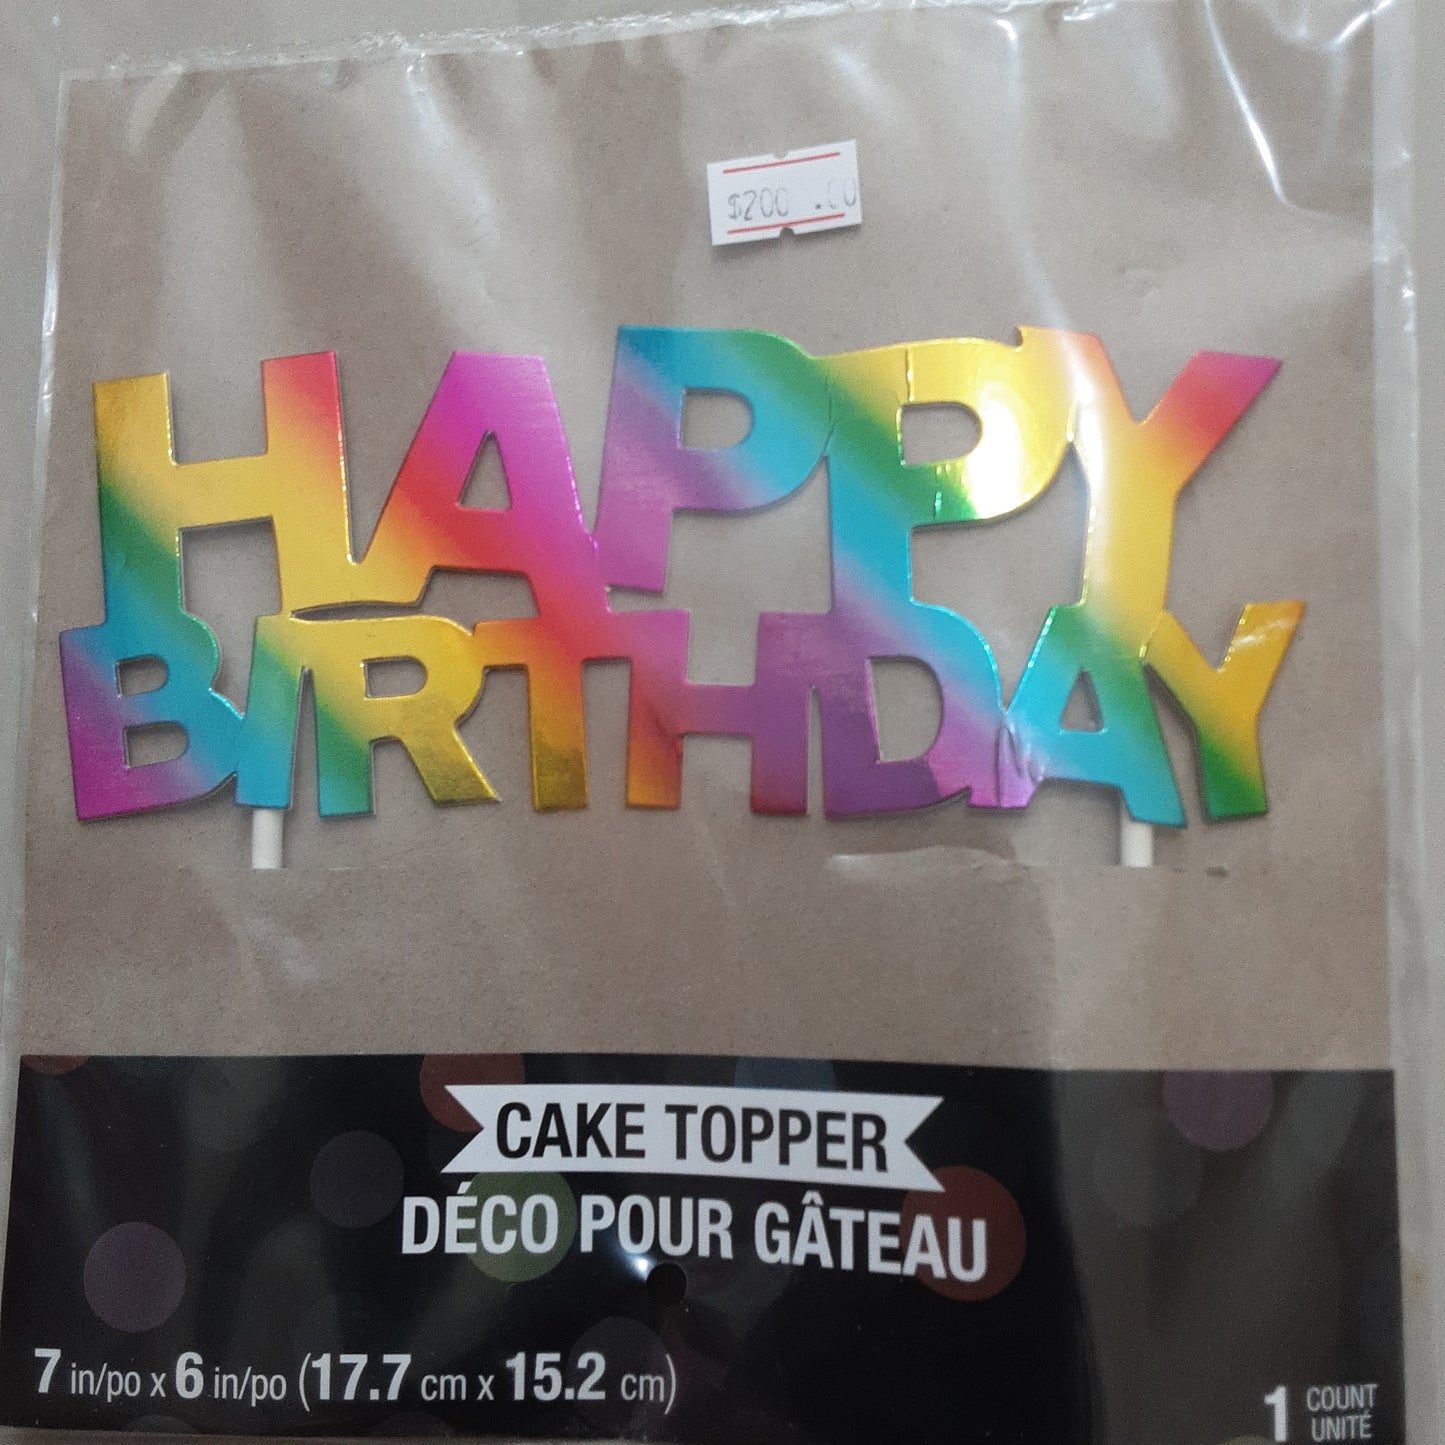 $200 .00
HAPPY
BIRTHDAY
CAKE TOPPER
DÉCO POUR GÂTEAU
7 in/po x 6 in/po (17.7 cm x 15.2 cm)
1 COUNT
UNITÉ